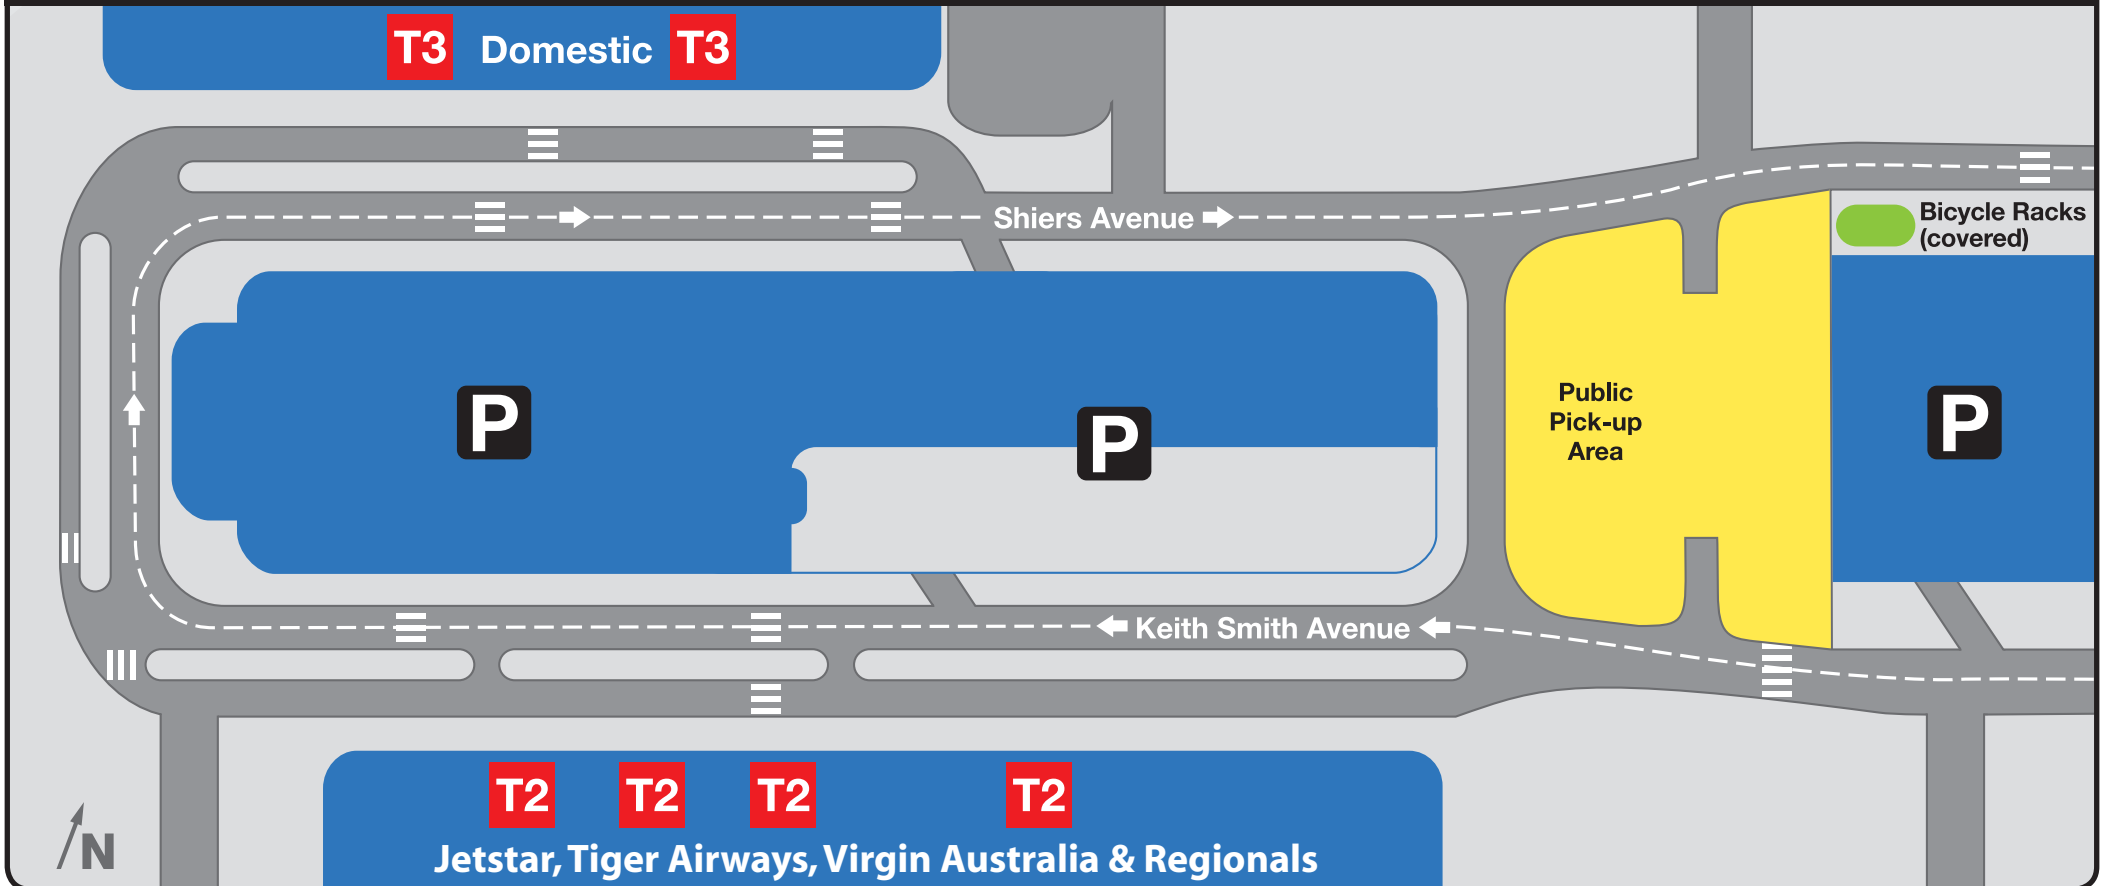 T3 Domestic T3
Shiers Avenue
Bicycle Racks
(covered)
Public
Pick-up
Area
P
P
P
Keith Smith Avenue
T2 T2 T2 T2
Jetstar, Tiger Airways, Virgin Australia & Regionals
N